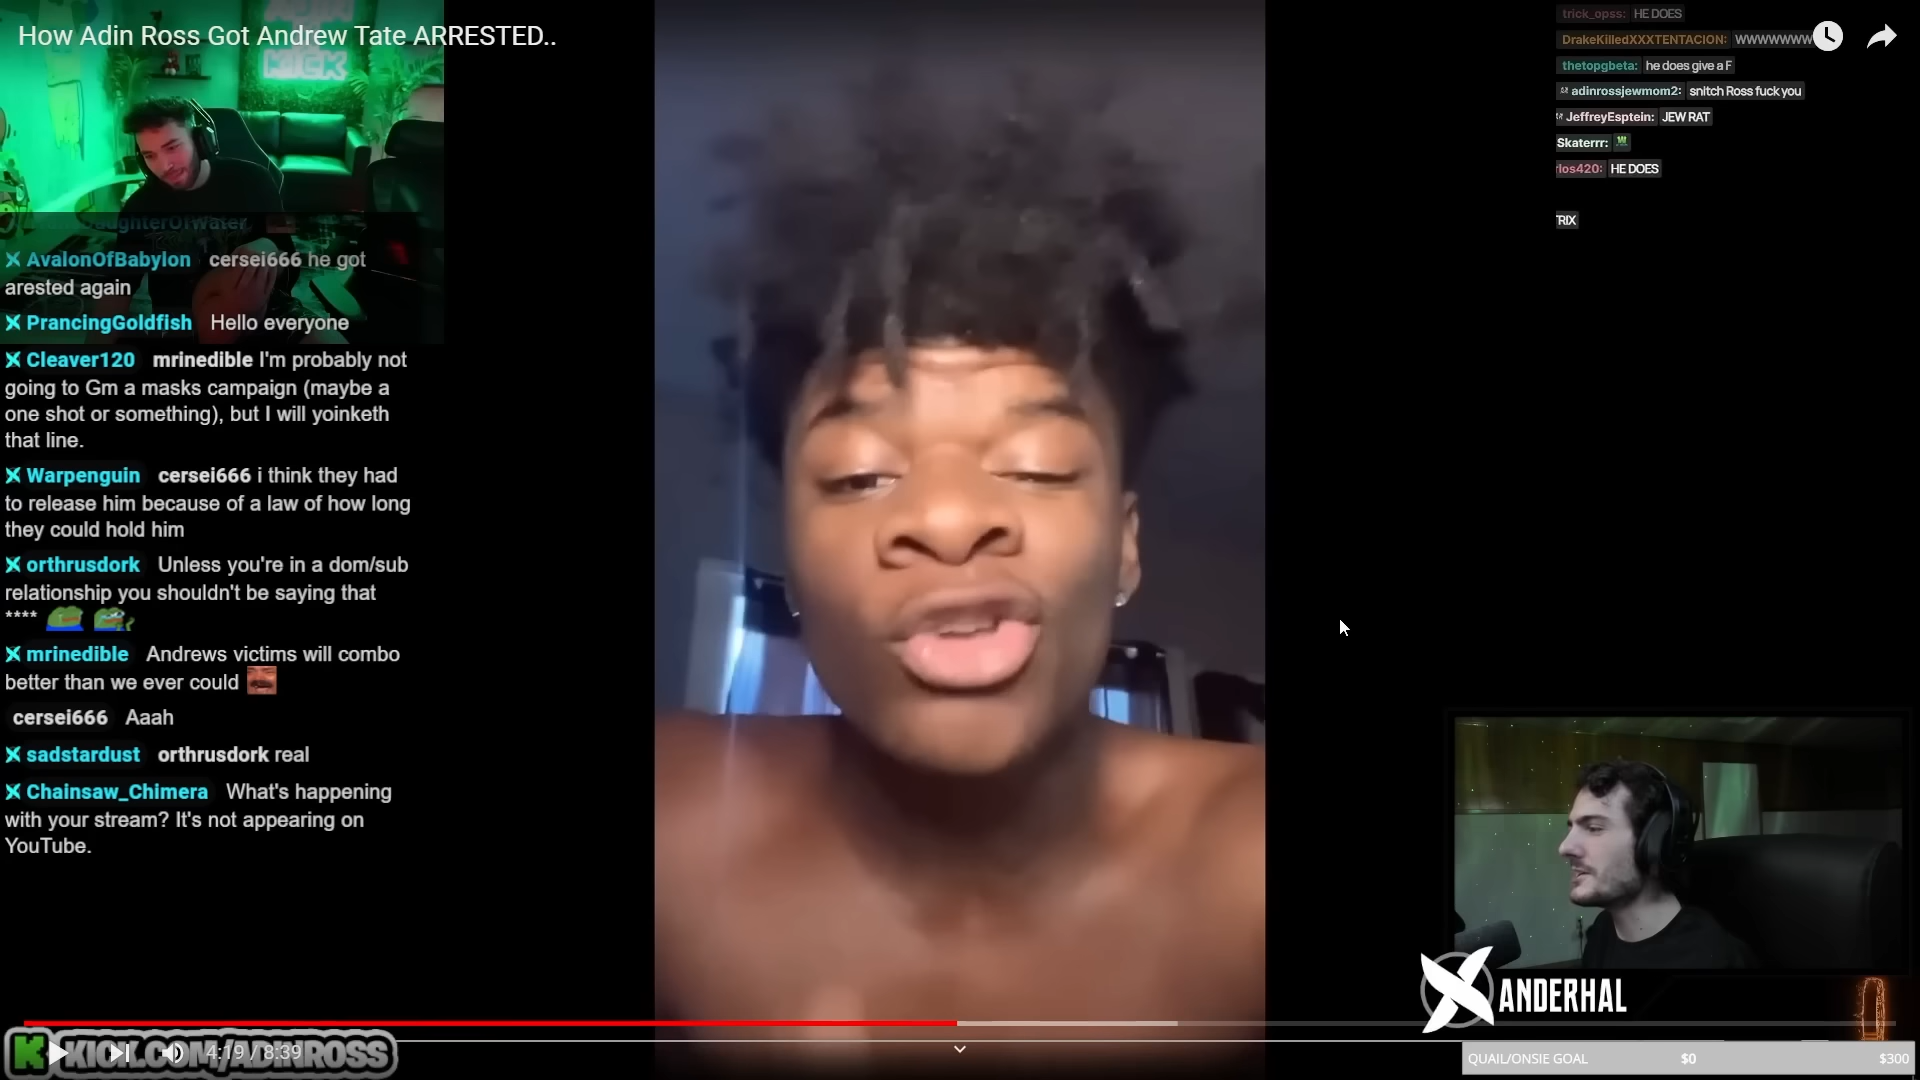 How Adin Ross Got Andrew Tate ARRESTED..
KICK
AvalonOfBabylon cersei666 he got
arested again
PrancingGoldfish Hello everyone
Cleaver120 mrinedible I'm probably not
going to Gm a masks campaign (maybe a
one shot or something), but I will yoinketh
that line.
Warpenguin cersei666 i think they had
to release him because of a law of how long
they could hold him
orthrusdork Unless you're in a dom/sub
relationship you shouldn't be saying that
****
mrinedible Andrews victims will combo
better than we ever could
cersei666 Aaah
sadstardust orthrusdork real
Chainsaw_Chimera What's happening
with your stream? It's not appearing on
YouTube.
trick_opss: HE DOES
DrakeKilledXXXTENTACION: WWWWWWW
thetopgbeta: he does give a F
adinrossjewmom2: snitch Ross fuck you
JeffreyEsptein: JEW RAT
Skaterrr:
rlos420: HE DOES
TRIX
ANDERHAL
K KICK.COM/ADINROSS
4:19 / 8:39
QUAIL/ONSIE GOAL $0 $300